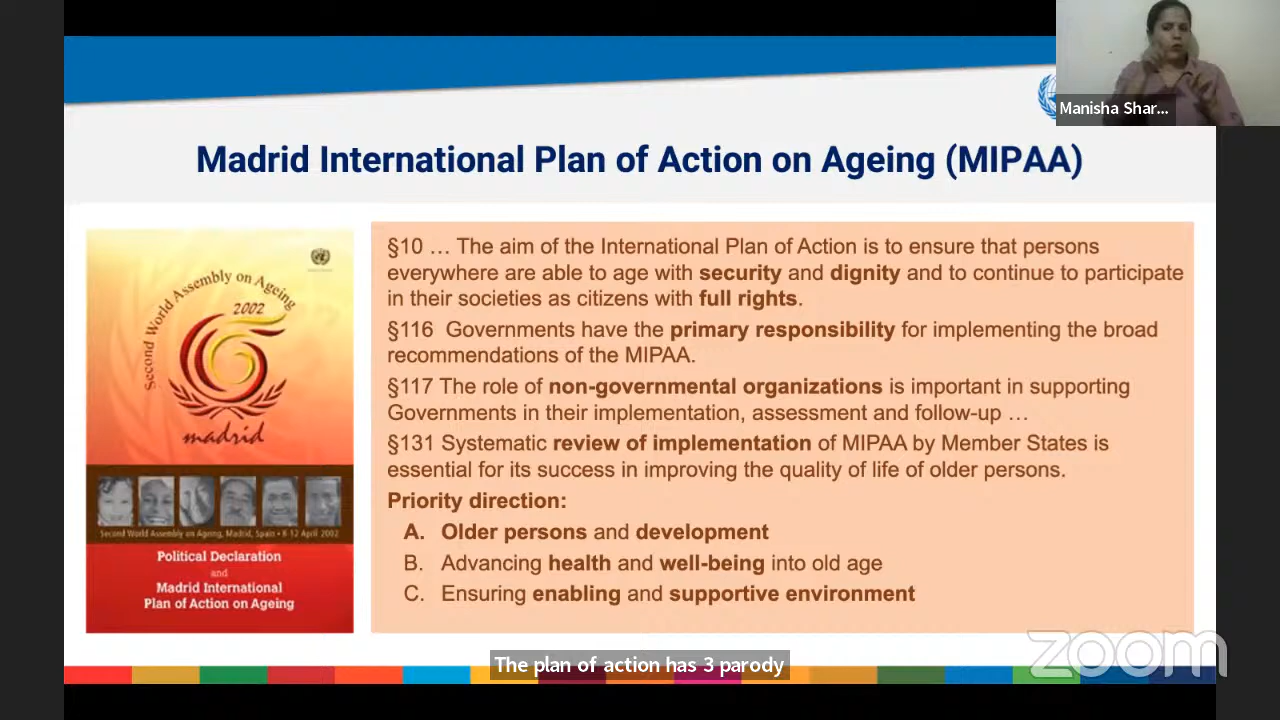 Manisha Shar...
Madrid International Plan of Action on Ageing (MIPAA)
Second World Assembly on Ageing
2002
madrid
Second World Assembly on Ageing, Madrid, Spain • 8-12 April 2002
Political Declaration
and
Madrid International
Plan of Action on Ageing
§10 … The aim of the International Plan of Action is to ensure that persons
everywhere are able to age with security and dignity and to continue to participate
in their societies as citizens with full rights.
§116 Governments have the primary responsibility for implementing the broad
recommendations of the MIPAA.
§117 The role of non-governmental organizations is important in supporting
Governments in their implementation, assessment and follow-up …
§131 Systematic review of implementation of MIPAA by Member States is
essential for its success in improving the quality of life of older persons.
Priority direction:
A. Older persons and development
B. Advancing health and well-being into old age
C. Ensuring enabling and supportive environment
zoom
The plan of action has 3 parody